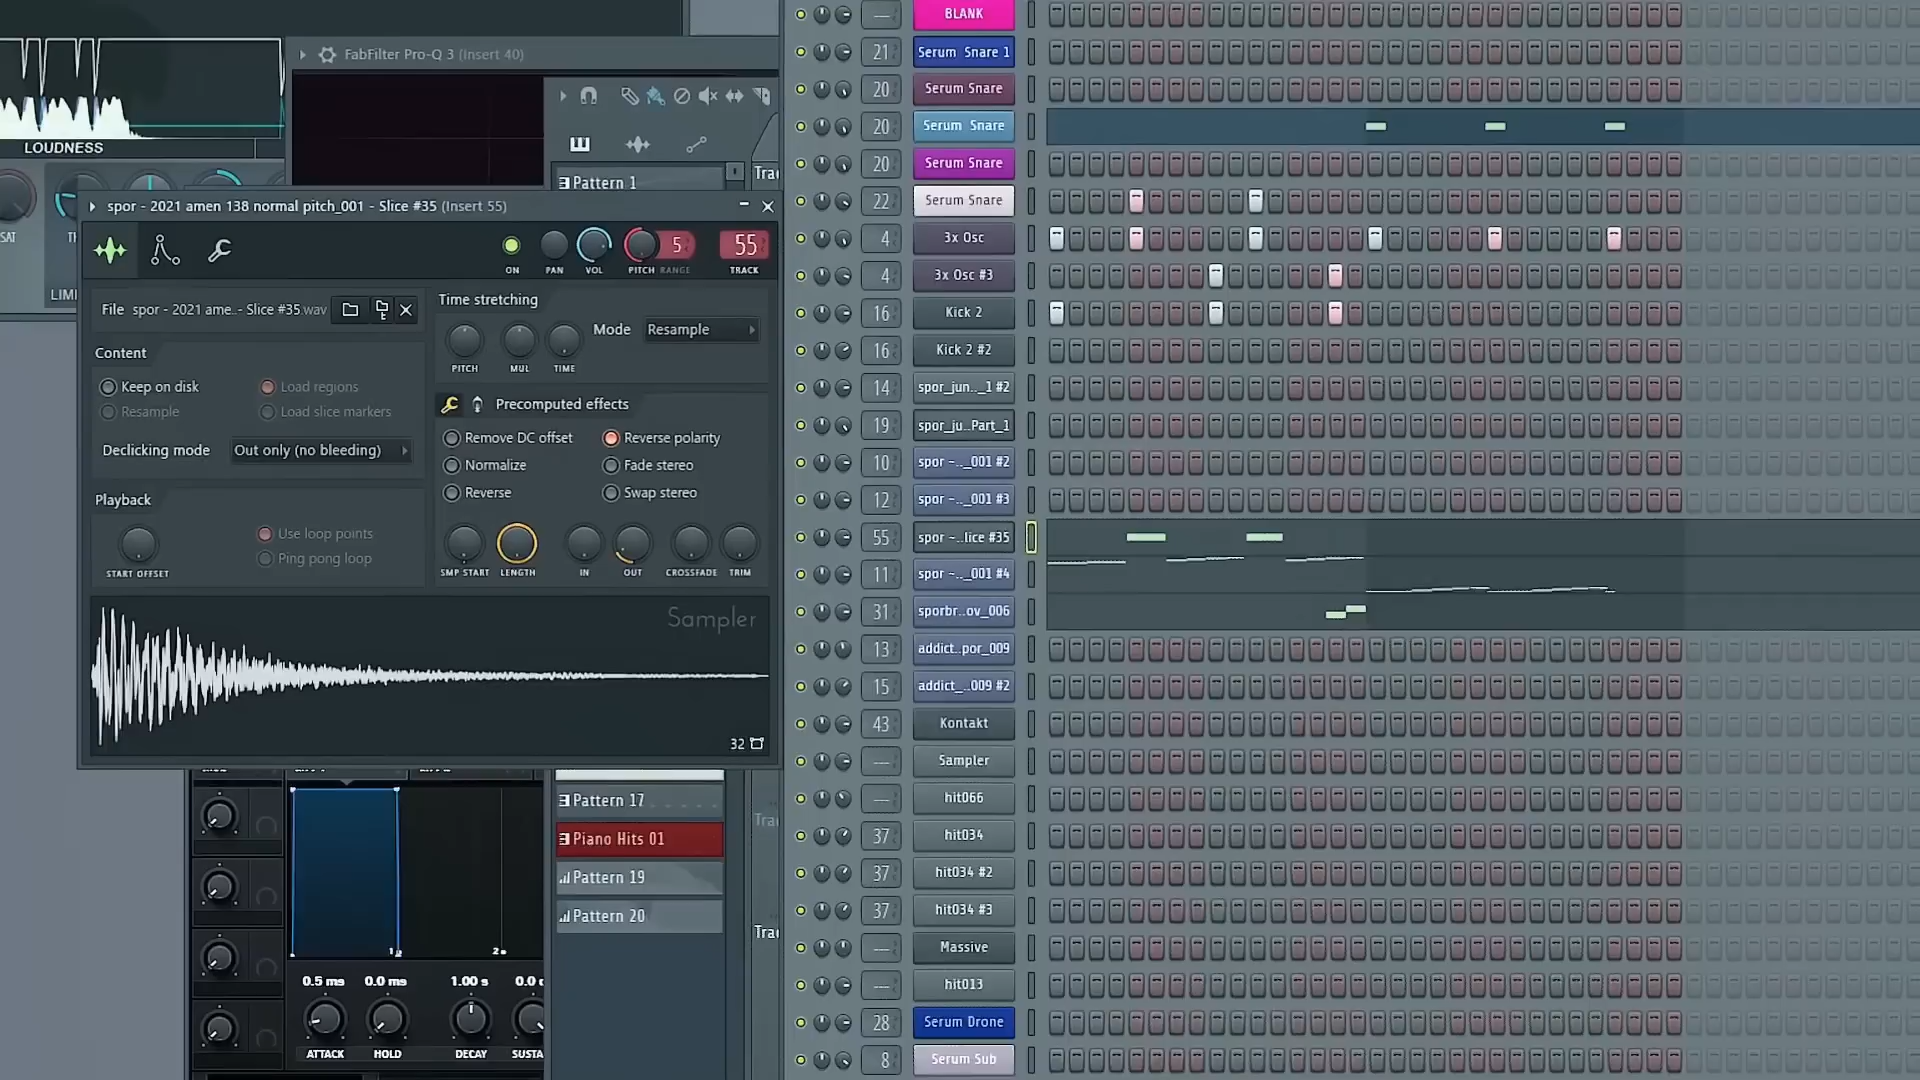 FabFilter Pro-Q 3 (Insert 40)
LOUDNESS
Pattern 1
Trac
SAT
TH
LIMI
spor - 2021 amen 138 normal pitch_001 - Slice #35 (Insert 55)
5
55
ON
PAN
VOL
PITCH
RANGE
TRACK
File
spor - 2021 ame..- Slice #35.wav
Time stretching
PITCH
MUL
TIME
Mode
Resample
Content
Keep on disk
Load regions
Resample
Load slice markers
Declicking mode
Out only (no bleeding)
Precomputed effects
Remove DC offset
Reverse polarity
Normalize
Fade stereo
Reverse
Swap stereo
Playback
Use loop points
Ping pong loop
START OFFSET
SMP START
LENGTH
IN
OUT
CROSSFADE
TRIM
Sampler
32
Pattern 17
Piano Hits 01
Pattern 19
Pattern 20
Trac
Trac
1
2
0.5 ms
0.0 ms
1.00 s
ATTACK
HOLD
DECAY
SUSTA
--- BLANK
21 Serum Snare 1
20 Serum Snare
20 Serum Snare
20 Serum Snare
22 Serum Snare
4 3x Osc
4 3x Osc #3
16 Kick 2
16 Kick 2 #2
14 spor_jun.._1 #2
19 spor_ju..Part_1
10 spor -.._001 #2
12 spor -.._001 #3
55 spor -..lice #35
11 spor -.._001 #4
31 sporbr..ov_006
13 addict..por_009
15 addict_..009 #2
43 Kontakt
--- Sampler
--- hit066
37 hit034
37 hit034 #2
37 hit034 #3
--- Massive
--- hit013
28 Serum Drone
8 Serum Sub